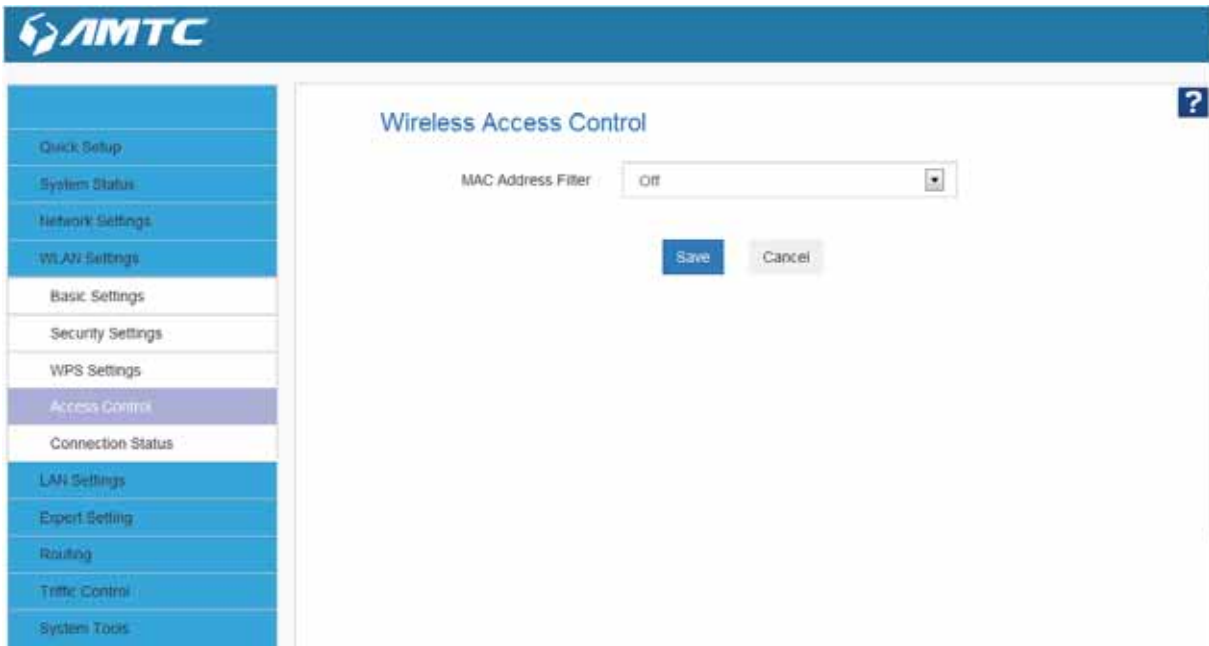 AMTC
?
Quick Setup
System Status
Network Settings
WLAN Settings
Basic Settings
Security Settings
WPS Settings
Access Control
Connection Status
LAN Settings
Expert Setting
Routing
Triffic Control
System Tools
Wireless Access Control
MAC Address Filter
Off
Save
Cancel